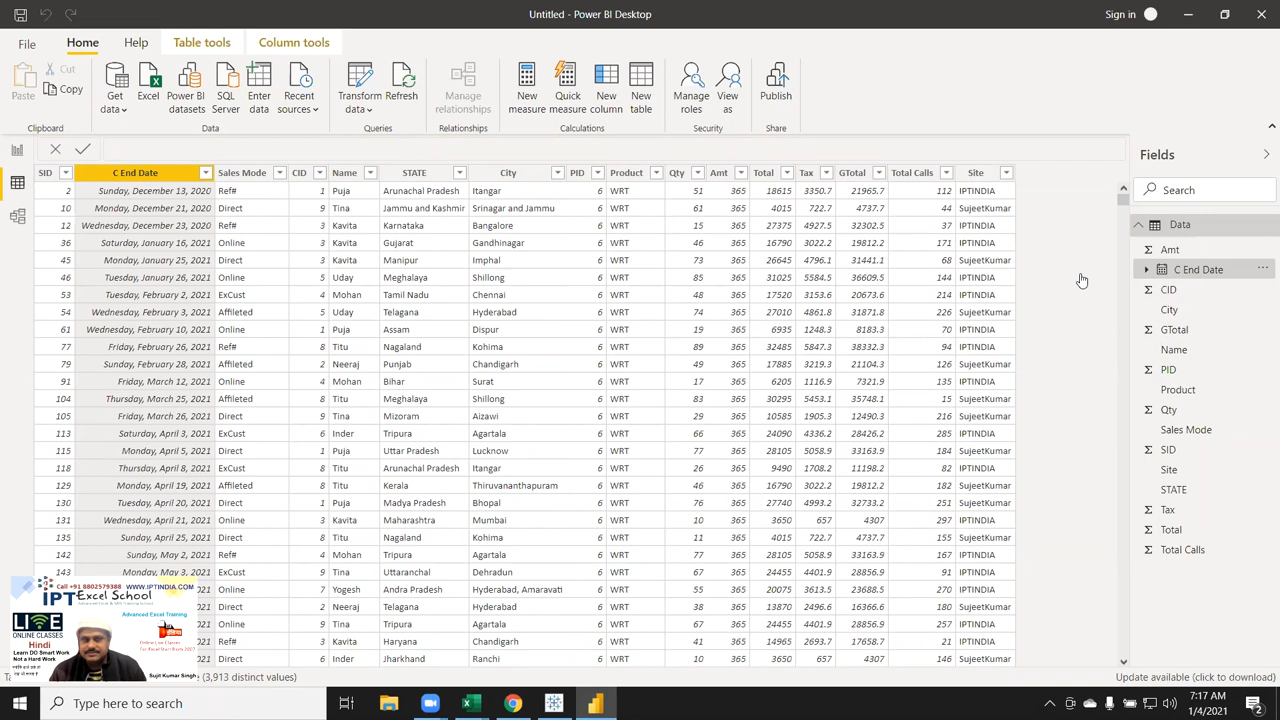 Untitled - Power BI Desktop
Sign in
File Home Help Table tools Column tools
Paste Cut Copy
Get data Excel Power BI datasets SQL Server Enter data Recent sources
Transform data Refresh
Manage relationships
New measure Quick measure New column New table
Manage roles View as
Publish
Clipboard Data Queries Relationships Calculations Security Share
SID C End Date Sales Mode CID Name STATE City PID Product Qty Amt Total Tax GTotal Total Calls Site
2 Sunday, December 13, 2020 Ref# 1 Puja Arunachal Pradesh Itangar 6 WRT 51 365 18615 3350.7 21965.7 112 IPTINDIA
10 Monday, December 21, 2020 Direct 9 Tina Jammu and Kashmir Srinagar and Jammu 6 WRT 61 365 4015 722.7 4737.7 44 SujeetKumar
12 Wednesday, December 23, 2020 Ref# 3 Kavita Karnataka Bangalore 6 WRT 15 365 27375 4927.5 32302.5 37 IPTINDIA
36 Saturday, January 16, 2021 Online 3 Kavita Gujarat Gandhinagar 6 WRT 46 365 16790 3022.2 19812.2 171 IPTINDIA
45 Monday, January 25, 2021 Direct 3 Kavita Manipur Imphal 6 WRT 73 365 26645 4796.1 31441.1 68 SujeetKumar
46 Tuesday, January 26, 2021 Online 5 Uday Meghalaya Shillong 6 WRT 85 365 31025 5584.5 36609.5 144 IPTINDIA
53 Tuesday, February 2, 2021 ExCust 4 Mohan Tamil Nadu Chennai 6 WRT 48 365 17520 3153.6 20673.6 214 IPTINDIA
54 Wednesday, February 3, 2021 Affileted 5 Uday Telagana Hyderabad 6 WRT 74 365 27010 4861.8 31871.8 226 SujeetKumar
61 Wednesday, February 10, 2021 Online 1 Puja Assam Dispur 6 WRT 19 365 6935 1248.3 8183.3 70 IPTINDIA
77 Friday, February 26, 2021 Ref# 8 Titu Nagaland Kohima 6 WRT 89 365 32485 5847.3 38332.3 94 IPTINDIA
79 Sunday, February 28, 2021 Affileted 2 Neeraj Punjab Chandigarh 6 WRT 49 365 17885 3219.3 21104.3 126 SujeetKumar
91 Friday, March 12, 2021 Online 4 Mohan Bihar Surat 6 WRT 17 365 6205 1116.9 7321.9 135 IPTINDIA
104 Thursday, March 25, 2021 Affileted 8 Titu Meghalaya Shillong 6 WRT 83 365 30295 5453.1 35748.1 15 SujeetKumar
105 Friday, March 26, 2021 Direct 9 Tina Mizoram Aizawi 6 WRT 29 365 10585 1905.3 12490.3 216 SujeetKumar
113 Saturday, April 3, 2021 ExCust 6 Inder Tripura Agartala 6 WRT 66 365 24090 4336.2 28426.2 285 IPTINDIA
115 Monday, April 5, 2021 Direct 1 Puja Uttar Pradesh Lucknow 6 WRT 77 365 28105 5058.9 33163.9 184 SujeetKumar
118 Thursday, April 8, 2021 ExCust 8 Titu Arunachal Pradesh Itangar 6 WRT 26 365 9490 1708.2 11198.2 82 IPTINDIA
129 Monday, April 19, 2021 Affileted 8 Titu Kerala Thiruvananthapuram 6 WRT 46 365 16790 3022.2 19812.2 182 SujeetKumar
130 Tuesday, April 20, 2021 Direct 1 Puja Madya Pradesh Bhopal 6 WRT 76 365 27740 4993.2 32733.2 251 SujeetKumar
131 Wednesday, April 21, 2021 Online 3 Kavita Maharashtra Mumbai 6 WRT 10 365 3650 657 4307 297 IPTINDIA
135 Sunday, April 25, 2021 Direct 8 Titu Nagaland Kohima 6 WRT 11 365 4015 722.7 4737.7 155 SujeetKumar
142 Sunday, May 2, 2021 Ref# 4 Mohan Tripura Agartala 6 WRT 77 365 28105 5058.9 33163.9 167 IPTINDIA
143 Monday, May 3, 2021 ExCust 9 Tina Uttaranchal Dehradun 6 WRT 67 365 24455 4401.9 28856.9 91 IPTINDIA
2021 Online 7 Yogesh Andra Pradesh Hyderabad, Amaravati 6 WRT 55 365 20075 3613.5 23688.5 270 IPTINDIA
2021 Direct 2 Neeraj Telagana Hyderabad 6 WRT 38 365 13870 2496.6 16366.6 180 SujeetKumar
2021 Online 9 Tina Tripura Agartala 6 WRT 67 365 24455 4401.9 28856.9 257 IPTINDIA
2021 Ref# 3 Kavita Haryana Chandigarh 6 WRT 41 365 14965 2693.7 17658.7 21 IPTINDIA
2021 Direct 6 Inder Jharkhand Ranchi 6 WRT 10 365 3650 657 4307 146 SujeetKumar
(3,913 distinct values)
Update available (click to download)
Fields
Search
Data
Amt
C End Date
CID
City
GTotal
Name
PID
Product
Qty
Sales Mode
SID
Site
STATE
Tax
Total
Total Calls
Call +91 8802579388 WWW.IPTINDIA.COM
IPT Excel School
Advanced Excel Training
LIVE
ONLINE CLASSES
Hindi
Learn DO Smart Work
Not a Hard Work
Sujit Kumar Singh
Type here to search
7:17 AM
1/4/2021
2